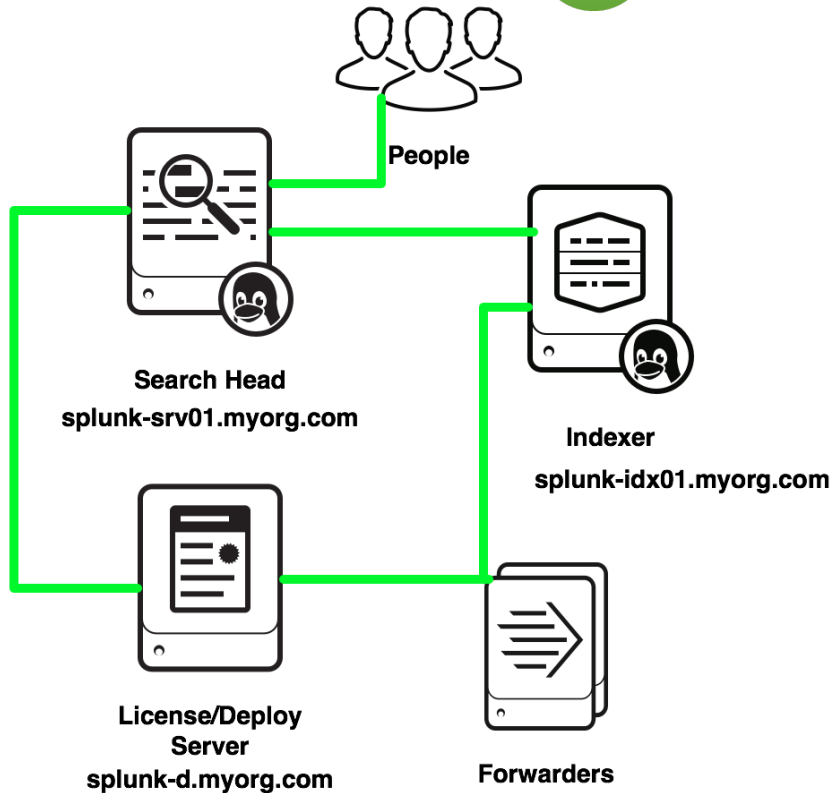 People
Search Head
splunk-srv01.myorg.com
Indexer
splunk-idx01.myorg.com
License/Deploy
Server
splunk-d.myorg.com
Forwarders